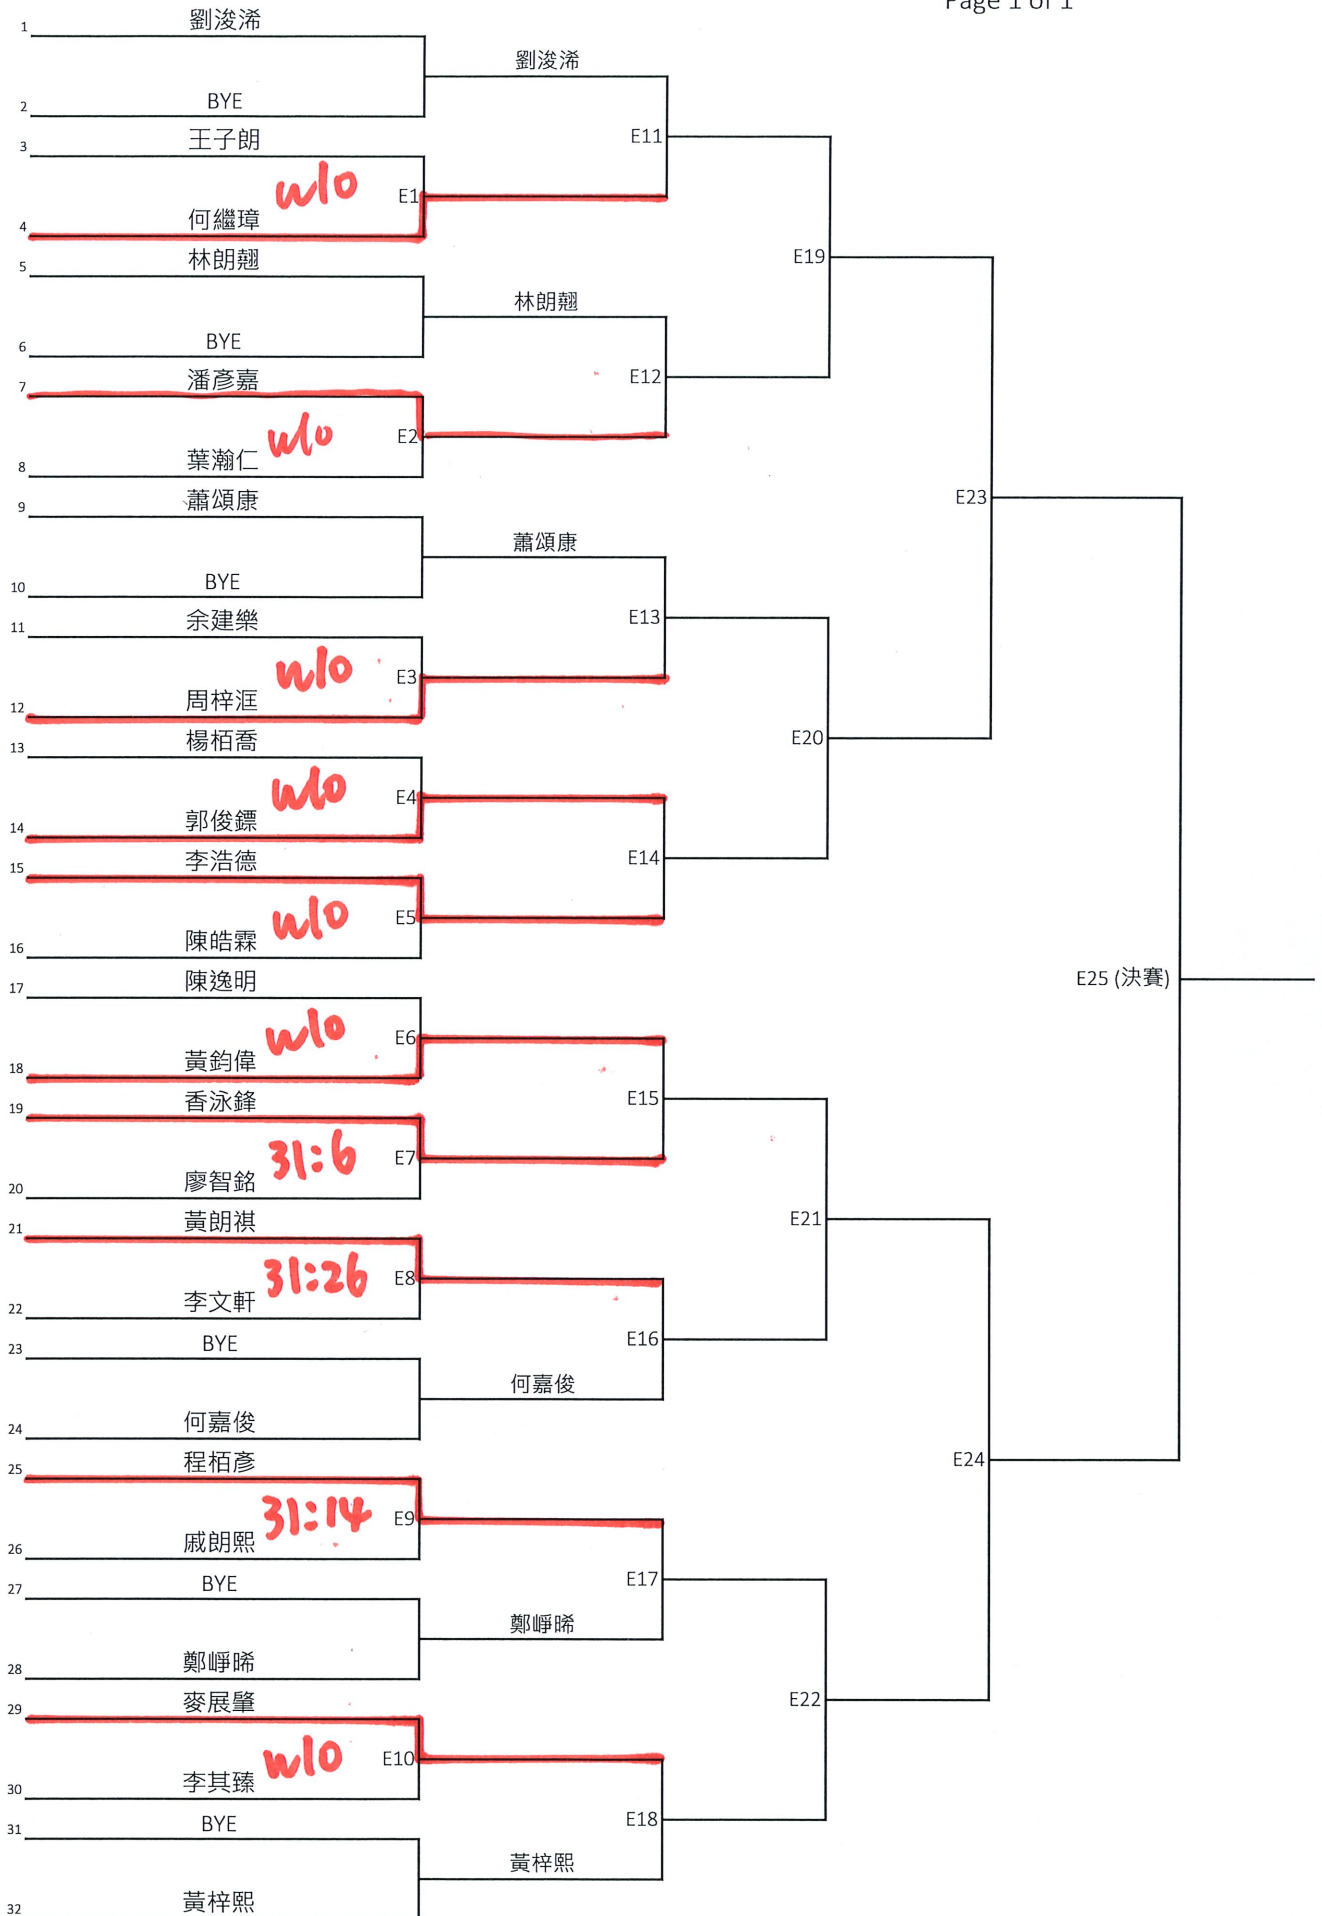 Page 1 of 1
1 劉浚浠
劉浚浠
2 BYE
E11
3 王子朗
w/o E1
4 何繼璋
E19
5 林朗翹
林朗翹
6 BYE
E12
7 潘彥嘉
w/o E2
8 葉瀚仁
E23
9 蕭頌康
蕭頌康
10 BYE
E13
11 余建樂
w/o E3
12 周梓洭
E20
13 楊栢喬
w/o E4
14 郭俊鏢
E14
15 李浩德
w/o E5
16 陳皓霖
E25 (決賽)
17 陳逸明
w/o E6
18 黃鈞偉
E15
19 香泳鋒
31:6 E7
20 廖智銘
E21
21 黃朗祺
31:26 E8
22 李文軒
E16
23 BYE
何嘉俊
24 何嘉俊
E24
25 程栢彥
31:14 E9
26 戚朗熙
E17
27 BYE
鄭崢晞
28 鄭崢晞
E22
29 麥展肇
w/o E10
30 李其臻
E18
31 BYE
黃梓熙
32 黃梓熙